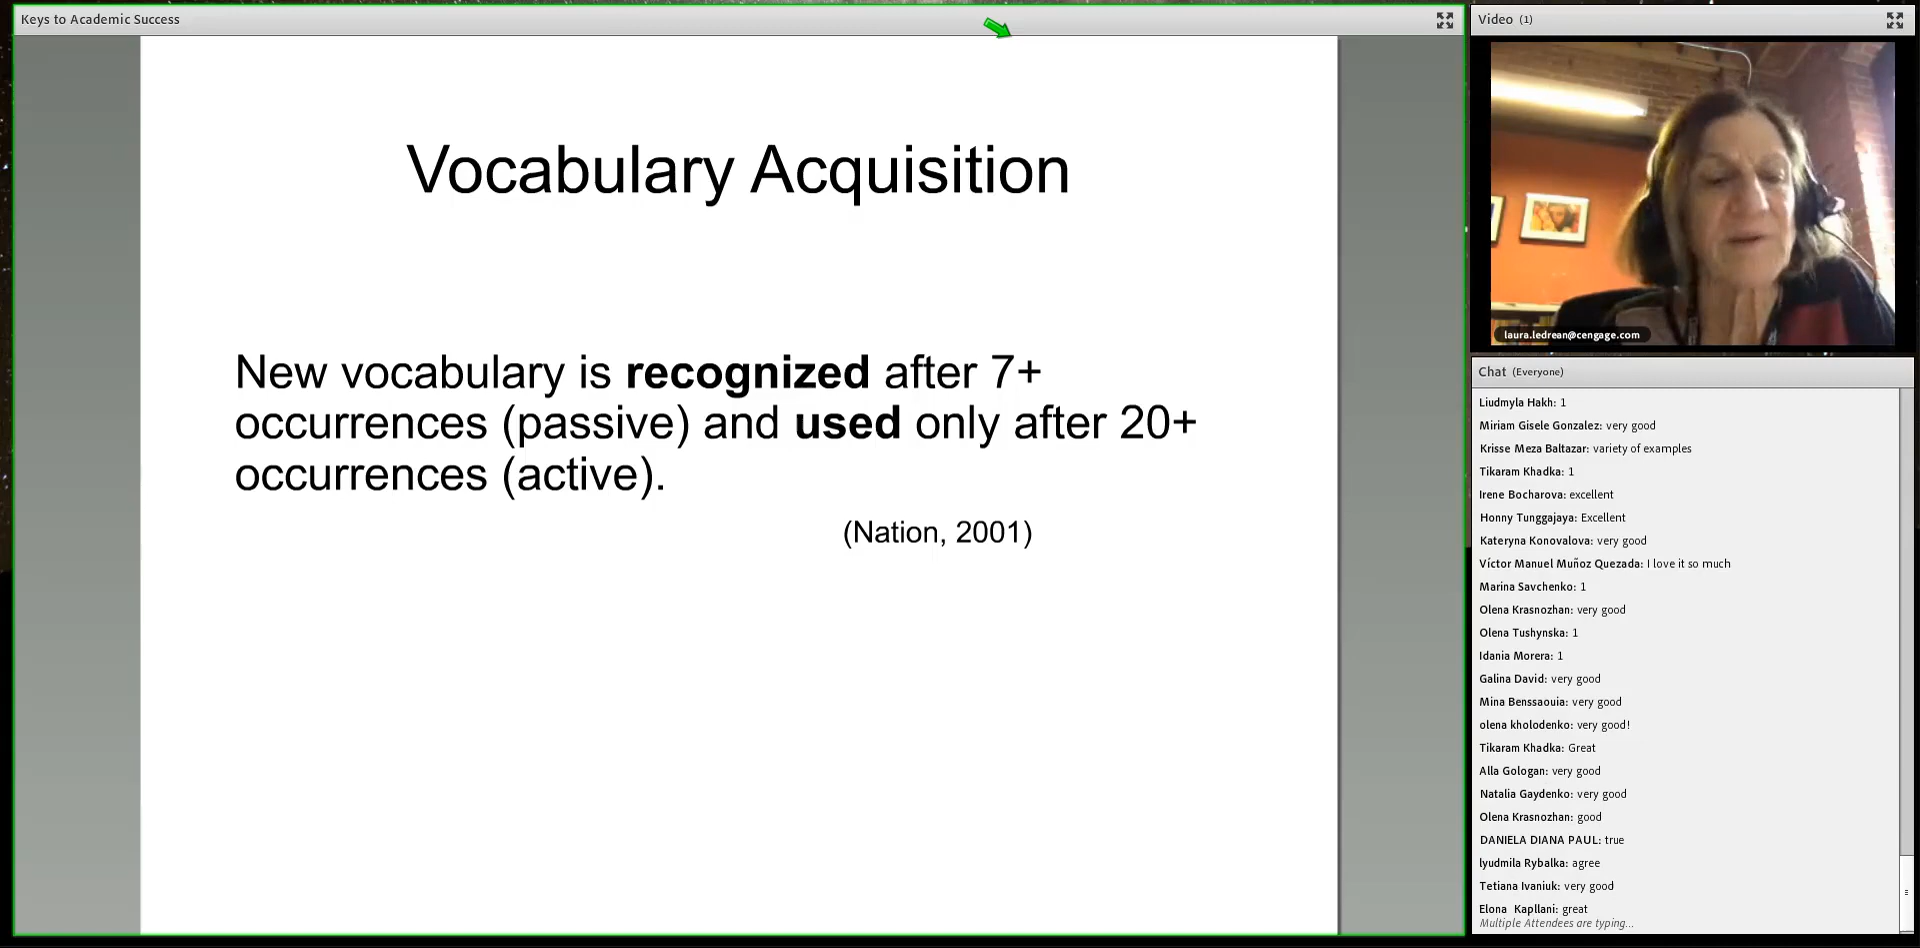 Keys to Academic Success
Vocabulary Acquisition
New vocabulary is recognized after 7+
occurrences (passive) and used only after 20+
occurrences (active).
(Nation, 2001)
Video (1)
laura.ledrean@cengage.com
Chat (Everyone)
Liudmyla Hakh: 1
Miriam Gisele Gonzalez: very good
Krisse Meza Baltazar: variety of examples
Tikaram Khadka: 1
Irene Bocharova: excellent
Honny Tunggajaya: Excellent
Kateryna Konovalova: very good
Víctor Manuel Muñoz Quezada: I love it so much
Marina Savchenko: 1
Olena Krasnozhan: very good
Olena Tushynska: 1
Idania Morera: 1
Galina David: very good
Mina Benssaouia: very good
olena kholodenko: very good!
Tikaram Khadka: Great
Alla Gologan: very good
Natalia Gaydenko: very good
Olena Krasnozhan: good
DANIELA DIANA PAUL: true
lyudmila Rybalka: agree
Tetiana Ivaniuk: very good
Elona Kapllani: great
Multiple Attendees are typing...